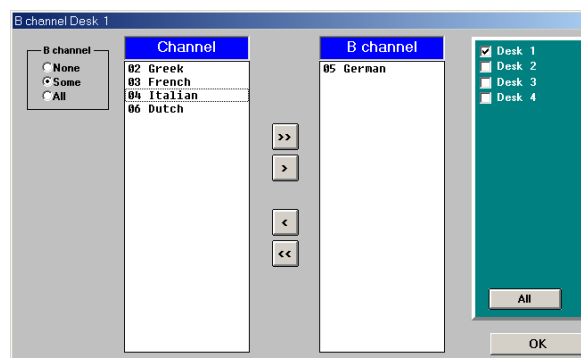 B channel Desk 1
B channel
None
Some
All
Channel
02 Greek
03 French
04 Italian
06 Dutch
>>
>
<
<<
B channel
05 German
Desk 1
Desk 2
Desk 3
Desk 4
All
OK